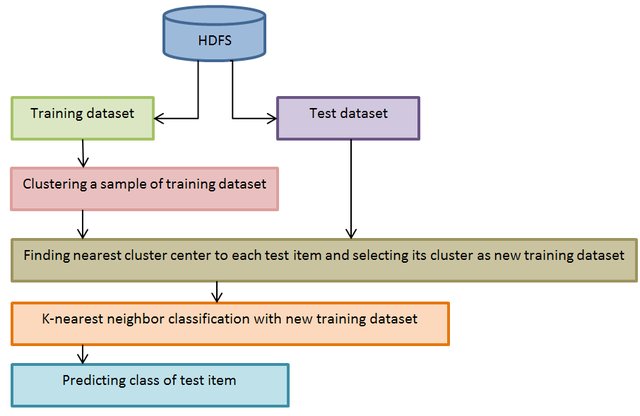 HDFS
Training dataset
Test dataset
Clustering a sample of training dataset
Finding nearest cluster center to each test item and selecting its cluster as new training dataset
K-nearest neighbor classification with new training dataset
Predicting class of test item